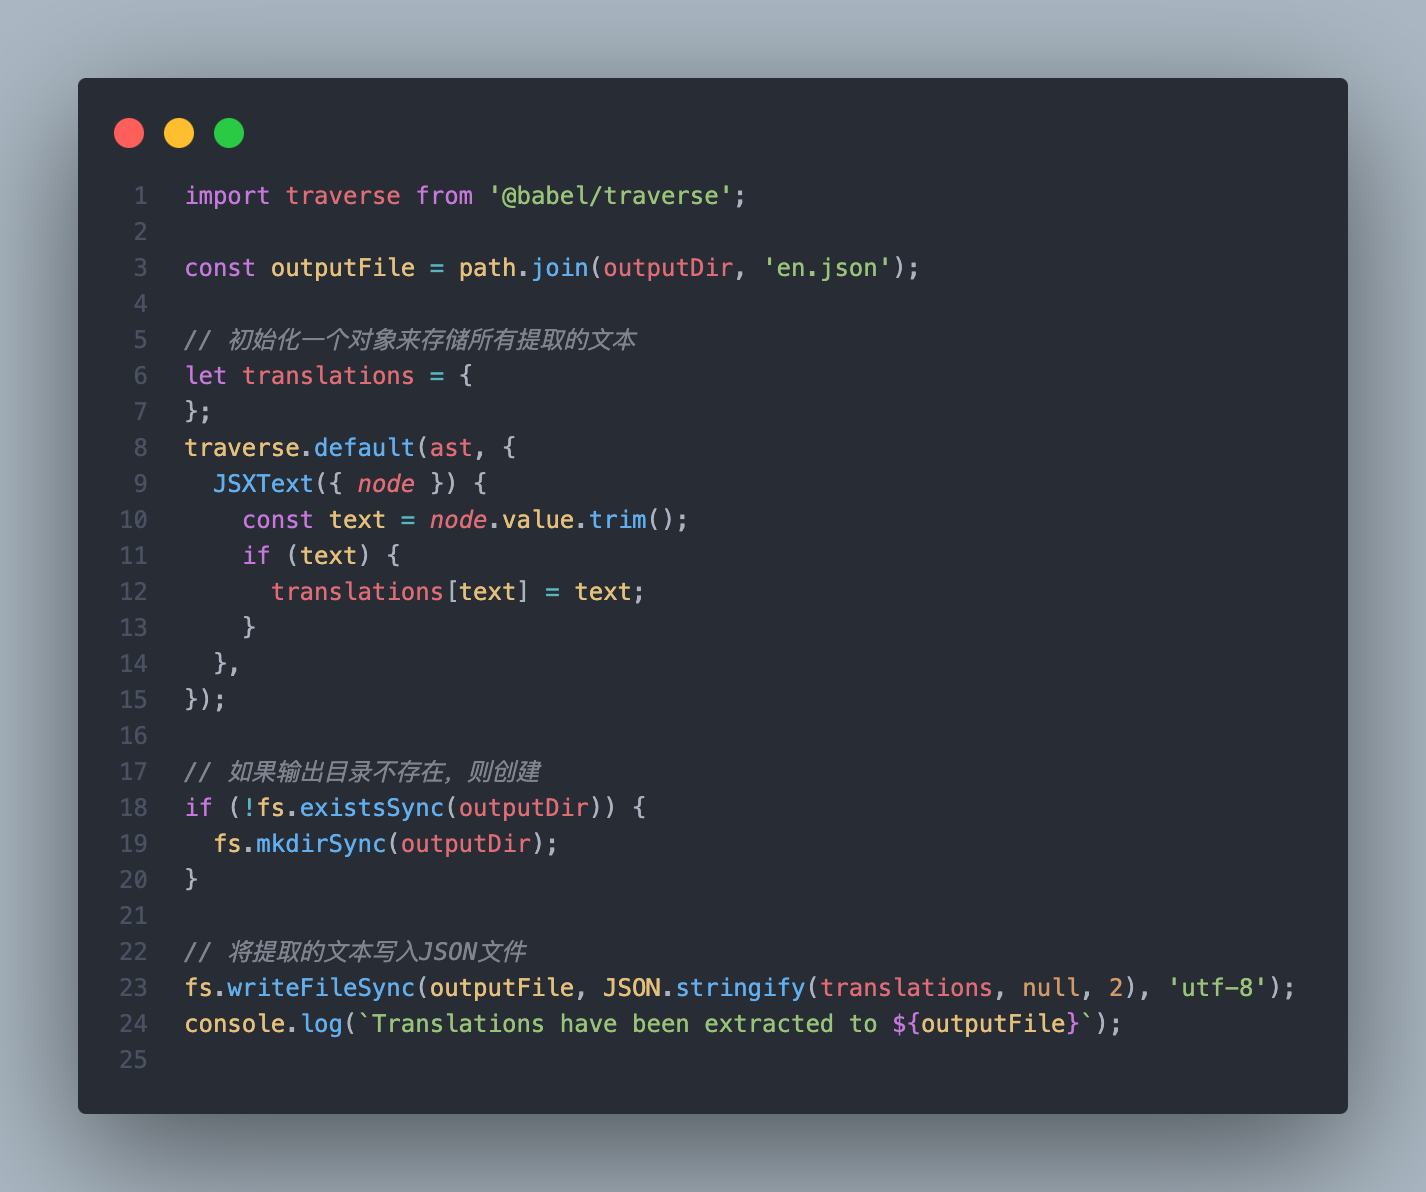 1 import traverse from '@babel/traverse';
2
3 const outputFile = path.join(outputDir, 'en.json');
4
5 // 初始化一个对象来存储所有提取的文本
6 let translations = {
7 };
8 traverse.default(ast, {
9   JSXText({ node }) {
10     const text = node.value.trim();
11     if (text) {
12       translations[text] = text;
13     }
14   },
15 });
16
17 // 如果输出目录不存在，则创建
18 if (!fs.existsSync(outputDir)) {
19   fs.mkdirSync(outputDir);
20 }
21
22 // 将提取的文本写入JSON文件
23 fs.writeFileSync(outputFile, JSON.stringify(translations, null, 2), 'utf-8');
24 console.log(`Translations have been extracted to ${outputFile}`);
25